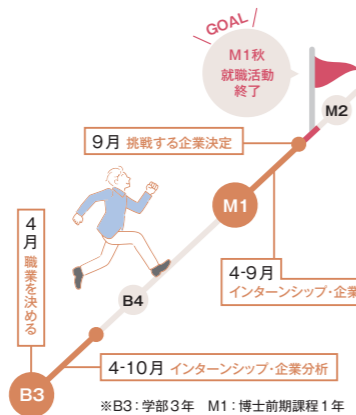 GOAL
M1秋
就職活動
終了
M2
9月 挑戦する企業決定
M1
4月 職業を決める
4-9月
インターンシップ・企業
B4
4-10月 インターンシップ・企業分析
B3
※B3：学部3年 M1：博士前期課程1年